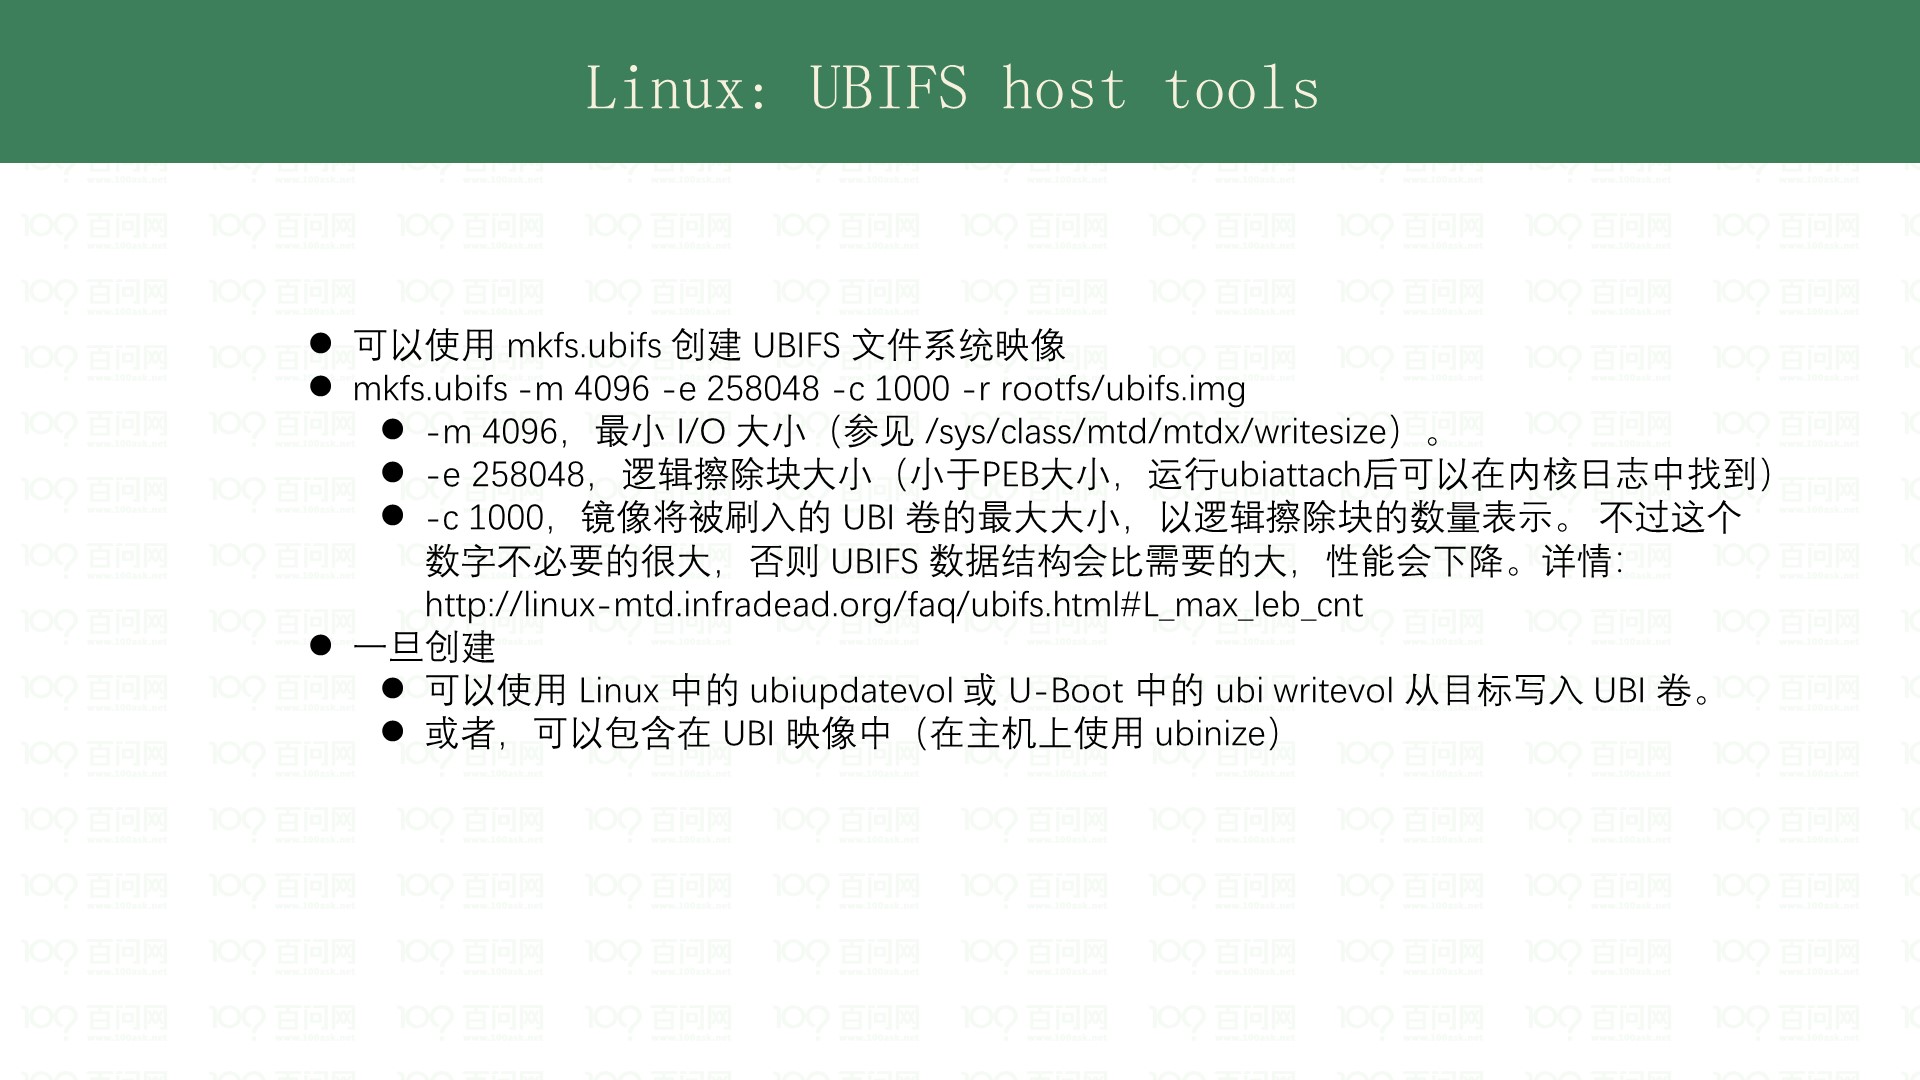 Linux: UBIFS host tools
● 可以使用 mkfs.ubifs 创建 UBIFS 文件系统映像
● mkfs.ubifs -m 4096 -e 258048 -c 1000 -r rootfs/ubifs.img
● -m 4096，最小 I/O 大小（参见 /sys/class/mtd/mtdx/writesize）。
● -e 258048，逻辑擦除块大小（小于PEB大小，运行ubiattach后可以在内核日志中找到）
● -c 1000，镜像将被刷入的 UBI 卷的最大大小，以逻辑擦除块的数量表示。 不过这个
数字不必要的很大，否则 UBIFS 数据结构会比需要的大，性能会下降。详情:
http://linux-mtd.infradead.org/faq/ubifs.html#L_max_leb_cnt
● 一旦创建
● 可以使用 Linux 中的 ubiupdatevol 或 U-Boot 中的 ubi writevol 从目标写入 UBI 卷。
● 或者，可以包含在 UBI 映像中（在主机上使用 ubinize）
百问网
www.100ask.net